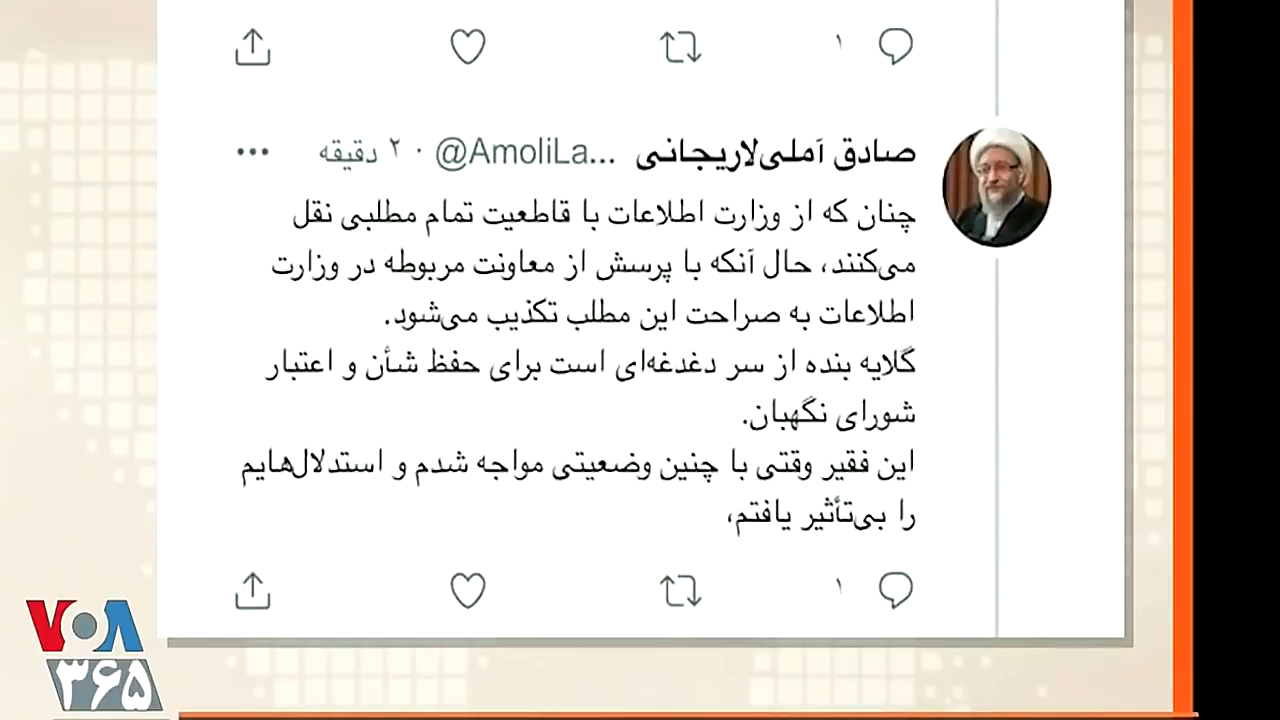 ۱
صادق آملی‌لاریجانی @AmoliLa... · ۲۰ دقیقه
چنان که از وزارت اطلاعات با قاطعیت تمام مطلبی نقل
می‌کنند، حال آنکه با پرسش از معاونت مربوطه در وزارت
اطلاعات به صراحت این مطلب تکذیب می‌شود.
گلایه بنده از سر دغدغه‌ای است برای حفظ شأن و اعتبار
شورای نگهبان.
این فقیر وقتی با چنین وضعیتی مواجه شدم و استدلال‌هایم
را بی‌تأثیر یافتم،
۱
VOA
۳۶۵